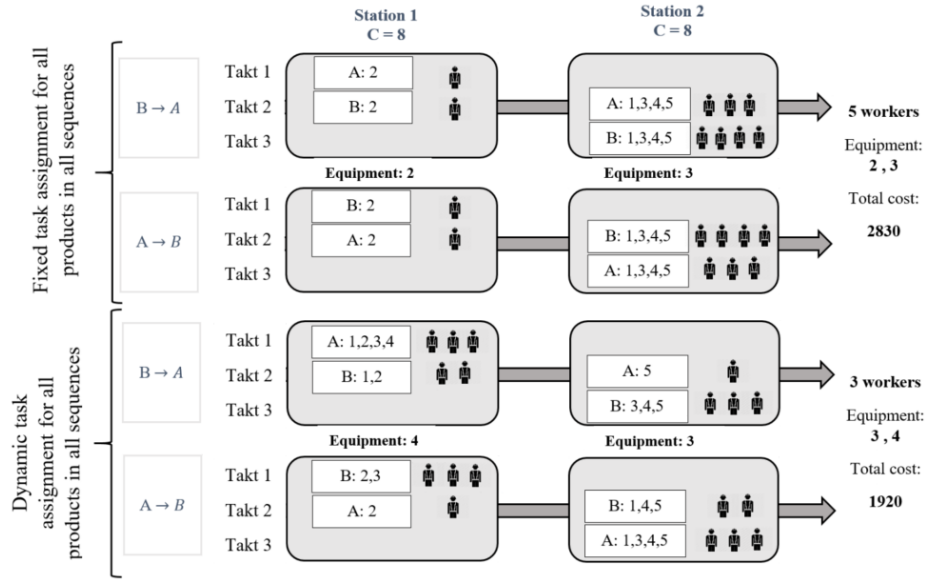 Station 1
C = 8
Station 2
C = 8
Fixed task assignment for all
products in all sequences
B → A
Takt 1
Takt 2
Takt 3
A: 2
B: 2
A: 1,3,4,5
B: 1,3,4,5
Equipment: 2
Equipment: 3
A → B
Takt 1
Takt 2
Takt 3
B: 2
A: 2
B: 1,3,4,5
A: 1,3,4,5
5 workers
Equipment:
2 , 3
Total cost:
2830
Dynamic task
assignment for all
products in all sequences
B → A
Takt 1
Takt 2
Takt 3
A: 1,2,3,4
B: 1,2
A: 5
B: 3,4,5
Equipment: 4
Equipment: 3
A → B
Takt 1
Takt 2
Takt 3
B: 2,3
A: 2
B: 1,4,5
A: 1,3,4,5
3 workers
Equipment:
3 , 4
Total cost:
1920